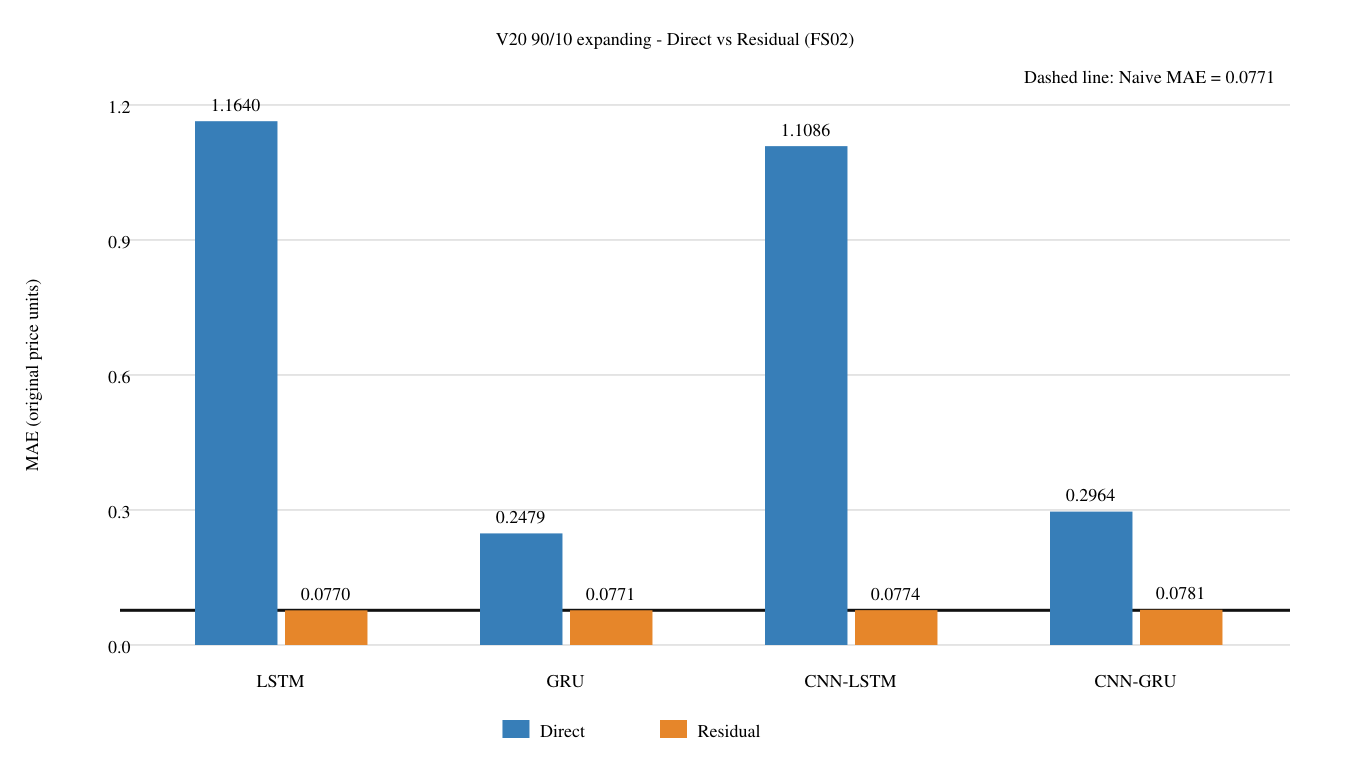 V20 90/10 expanding - Direct vs Residual (FS02)
Dashed line: Naive MAE = 0.0771
MAE (original price units)
1.2
0.9
0.6
0.3
0.0
1.1640
0.0770
0.2479
0.0771
1.1086
0.0774
0.2964
0.0781
LSTM
GRU
CNN-LSTM
CNN-GRU
Direct
Residual